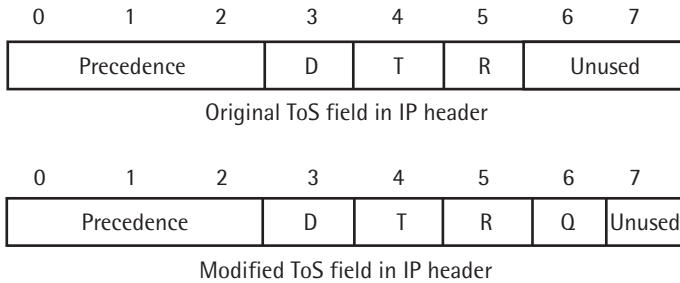 0 1 2 3 4 5 6 7
Precedence D T R Unused
Original ToS field in IP header
0 1 2 3 4 5 6 7
Precedence D T R Q Unused
Modified ToS field in IP header